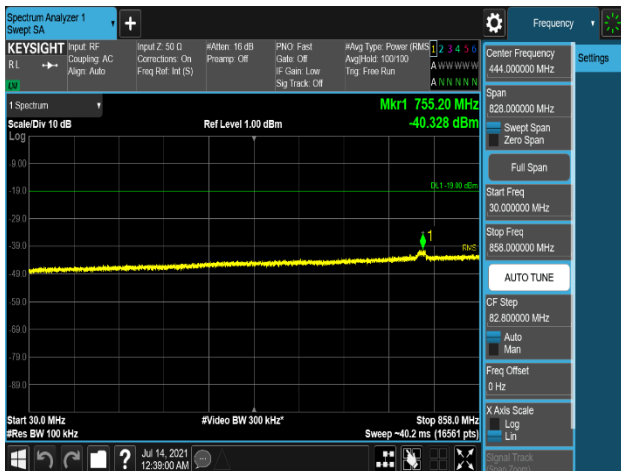 Spectrum Analyzer 1
Swept SA
Frequency
KEYSIGHT
RL
Input: RF
Coupling: AC
Align: Auto
Input Z: 50 Ω
Corrections: On
Freq Ref: Int (S)
#Atten: 16 dB
Preamp: Off
PNO: Fast
Gate: Off
IF Gain: Low
Sig Track: Off
#Avg Type: Power (RMS
Avg|Hold: 100/100
Trig: Free Run
1 2 3 4 5 6
A W W W W W
A N N N N N
1 Spectrum
Scale/Div 10 dB
Log
Ref Level 1.00 dBm
Mkr1 755.20 MHz
-40.328 dBm
-9.00
-19.0
-29.0
-39.0
-49.0
-59.0
-69.0
-79.0
-89.0
DL1 -19.00 dBm
1
RMS
Start 30.0 MHz
#Res BW 100 kHz
#Video BW 300 kHz*
Stop 858.0 MHz
Sweep ~40.2 ms (16561 pts)
Jul 14, 2021
12:39:00 AM
Center Frequency
444.000000 MHz
Settings
Span
828.000000 MHz
Swept Span
Zero Span
Full Span
Start Freq
30.000000 MHz
Stop Freq
858.000000 MHz
AUTO TUNE
CF Step
82.800000 MHz
Auto
Man
Freq Offset
0 Hz
X Axis Scale
Log
Lin
Signal Track
(Span Zoom)